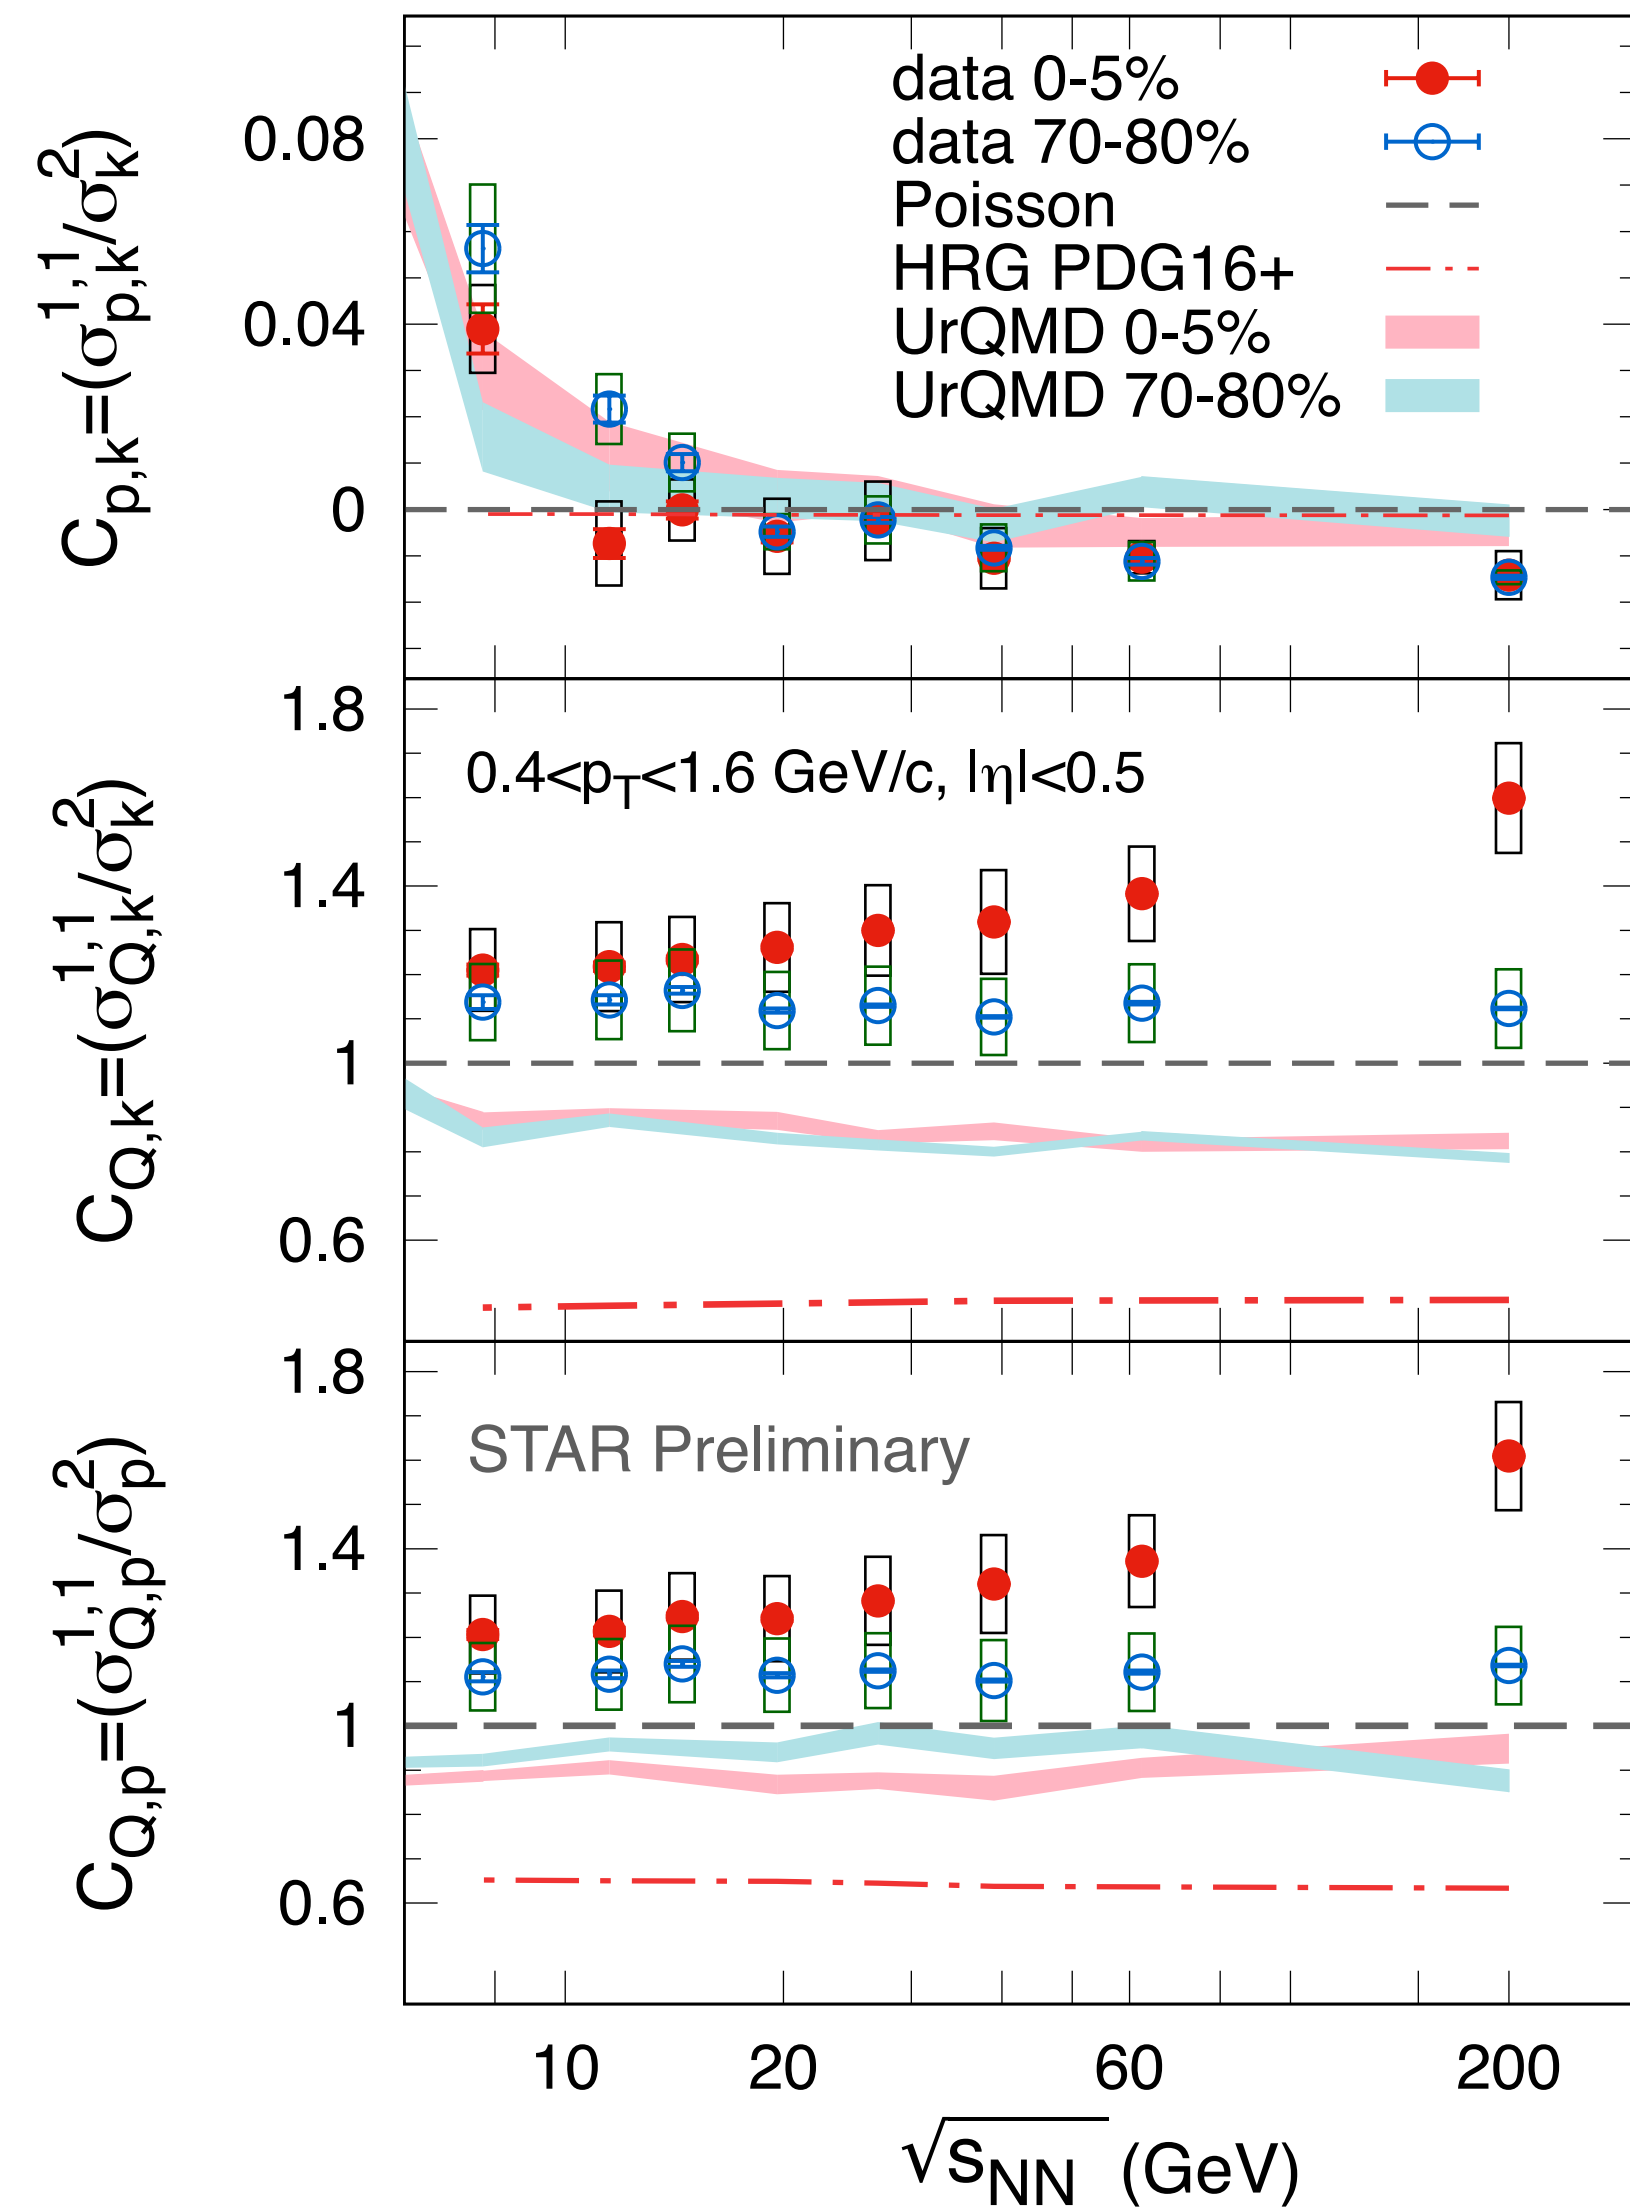 data 0-5%
data 70-80%
Poisson
HRG PDG16+
UrQMD 0-5%
UrQMD 70-80%
C_{p,k}=(σ^{1,1}_{p,k}/σ^{2}_{k})
0.08
0.04
0
0.4<p_T<1.6 GeV/c, |η|<0.5
C_{Q,k}=(σ^{1,1}_{Q,k}/σ^{2}_{k})
1.8
1.4
1
0.6
STAR Preliminary
C_{Q,p}=(σ^{1,1}_{Q,p}/σ^{2}_{p})
1.8
1.4
1
0.6
10 20 60 200
√s_{NN} (GeV)